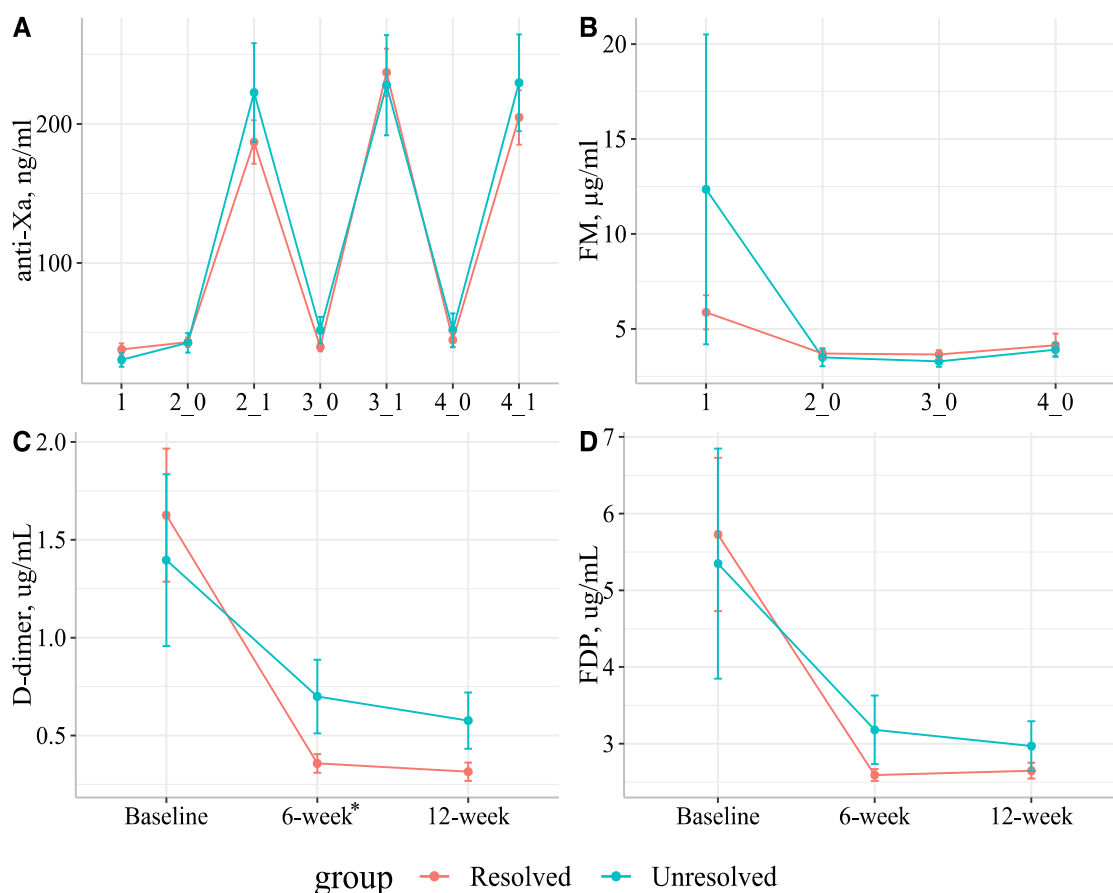 A
anti-Xa, ng/ml
200
100
1 2_0 2_1 3_0 3_1 4_0 4_1
B
FM, μg/ml
20
15
10
5
1 2_0 3_0 4_0
C
D-dimer, ug/mL
2.0
1.5
1.0
0.5
Baseline 6-week* 12-week
D
FDP, ug/mL
7
6
5
4
3
Baseline 6-week 12-week
group Resolved Unresolved